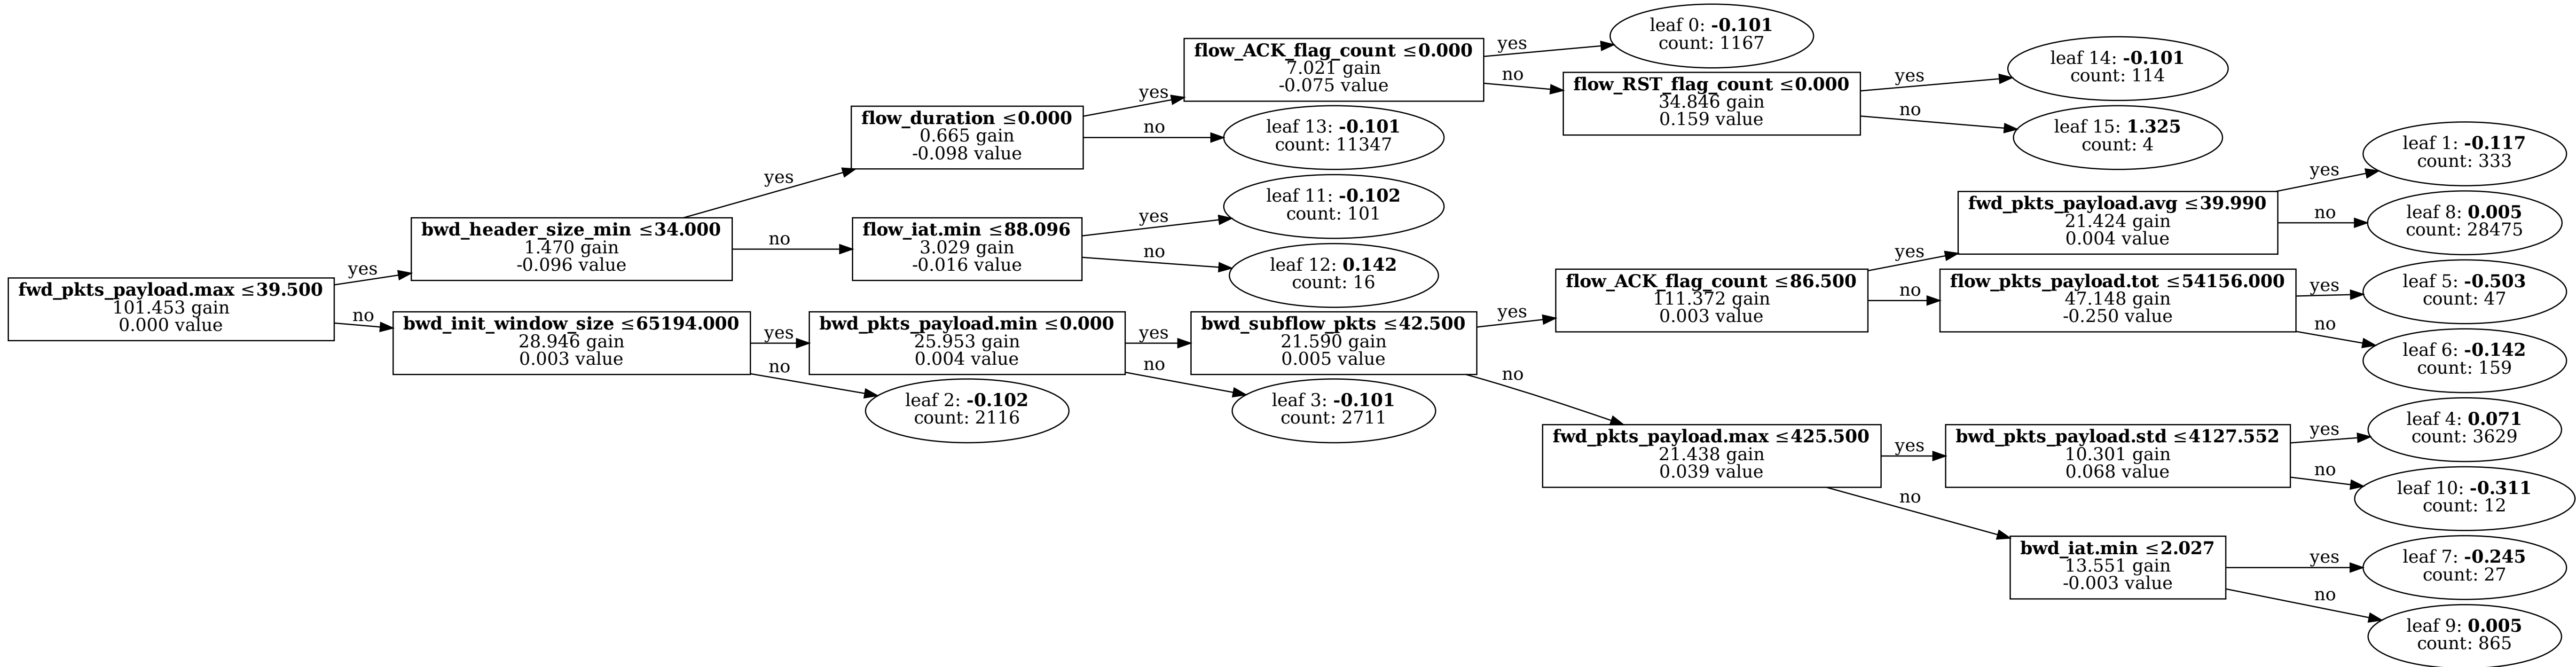 fwd_pkts_payload.max ≤39.500
101.453 gain
0.000 value
yes
no
bwd_header_size_min ≤34.000
1.470 gain
-0.096 value
yes
no
bwd_init_window_size ≤65194.000
28.946 gain
0.003 value
yes
no
flow_duration ≤0.000
0.665 gain
-0.098 value
yes
no
flow_iat.min ≤88.096
3.029 gain
-0.016 value
yes
no
bwd_pkts_payload.min ≤0.000
25.953 gain
0.004 value
yes
no
leaf 2: -0.102
count: 2116
flow_ACK_flag_count ≤0.000
7.021 gain
-0.075 value
yes
no
leaf 13: -0.101
count: 11347
leaf 11: -0.102
count: 101
leaf 12: 0.142
count: 16
bwd_subflow_pkts ≤42.500
21.590 gain
0.005 value
yes
no
leaf 3: -0.101
count: 2711
leaf 0: -0.101
count: 1167
flow_RST_flag_count ≤0.000
34.846 gain
0.159 value
yes
no
flow_ACK_flag_count ≤86.500
111.372 gain
0.003 value
yes
no
fwd_pkts_payload.max ≤425.500
21.438 gain
0.039 value
yes
no
leaf 14: -0.101
count: 114
leaf 15: 1.325
count: 4
fwd_pkts_payload.avg ≤39.990
21.424 gain
0.004 value
yes
no
flow_pkts_payload.tot ≤54156.000
47.148 gain
-0.250 value
yes
no
bwd_pkts_payload.std ≤4127.552
10.301 gain
0.068 value
yes
no
bwd_iat.min ≤2.027
13.551 gain
-0.003 value
yes
no
leaf 1: -0.117
count: 333
leaf 8: 0.005
count: 28475
leaf 5: -0.503
count: 47
leaf 6: -0.142
count: 159
leaf 4: 0.071
count: 3629
leaf 10: -0.311
count: 12
leaf 7: -0.245
count: 27
leaf 9: 0.005
count: 865